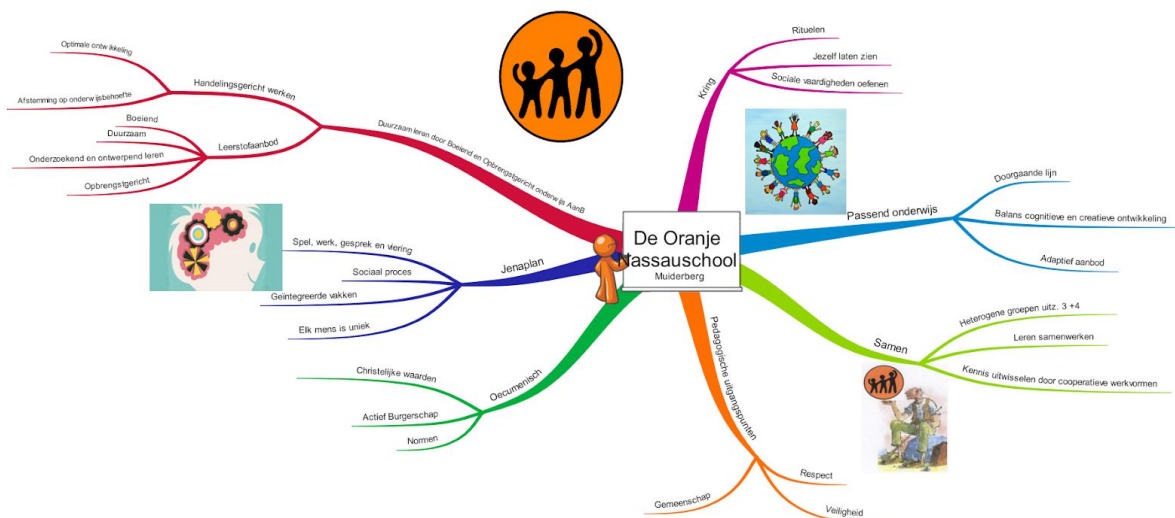 De Oranje
Nassauschool
Muiderberg
Kring
Rituelen
Jezelf laten zien
Sociale vaardigheden oefenen
Passend onderwijs
Doorgaande lijn
Balans cognitieve en creatieve ontwikkeling
Adaptief aanbod
Samen
Heterogene groepen uitz. 3 +4
Leren samenwerken
Kennis uitwisselen door cooperatieve werkvormen
Pedagogische uitgangspunten
Respect
Veiligheid
Gemeenschap
Oecumenisch
Christelijke waarden
Actief Burgerschap
Normen
Jenaplan
Spel, werk, gesprek en viering
Sociaal proces
Geïntegreerde vakken
Elk mens is uniek
Duurzaam leren door Boeiend en Opbrengstgericht onderwijs AanB
Handelingsgericht werken
Optimale ontwikkeling
Afstemming op onderwijsbehoefte
Leerstofaanbod
Boeiend
Duurzaam
Onderzoekend en ontwerpend leren
Opbrengstgericht